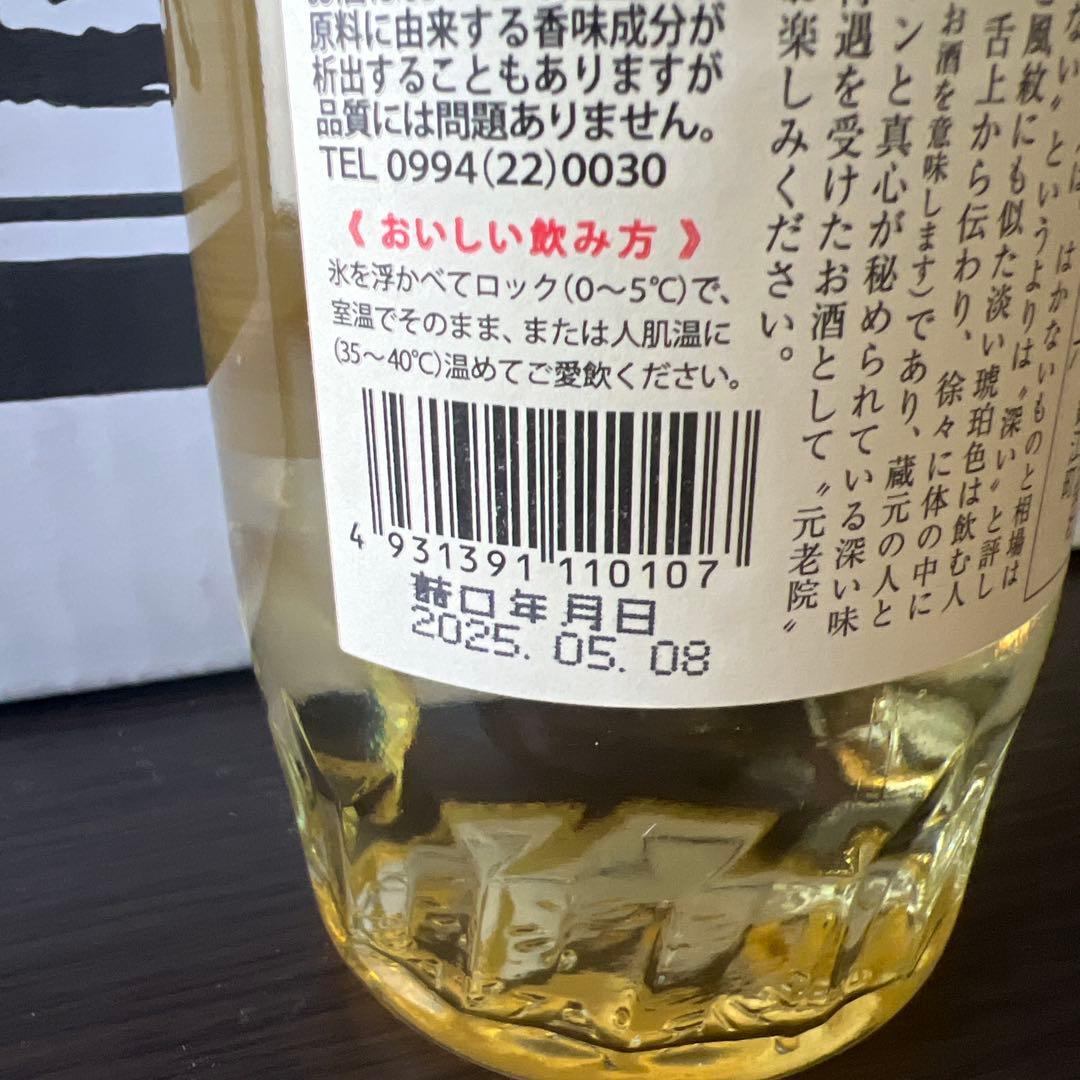 原料に由来する香味成分が
析出することもありますが
品質には問題ありません。
TEL 0994(22)0030
《おいしい飲み方》
氷を浮かべてロック(0〜5℃)で、
室温でそのまま、または人肌温に
(35〜40℃)温めてご愛飲ください。
4 931391 110107
詰口年月日
2025. 05. 08
はかないものと相場は
い〟というよりは〝深い〟と評し
風紋にも似た淡い琥珀色は飲む人
舌上から伝わり、徐々に体の中に
お酒を意味します)であり、蔵元の人と
ンと真心が秘められている深い味
遇を受けたお酒として〝元老院〟
楽しみください。